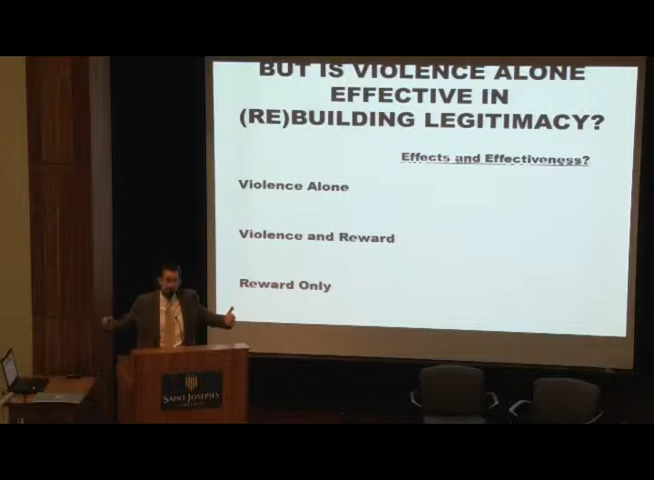 BUT IS VIOLENCE ALONE
EFFECTIVE IN
(RE)BUILDING LEGITIMACY?
Effects and Effectiveness?
Violence Alone
Violence and Reward
Reward Only
SAINT JOSEPH'S